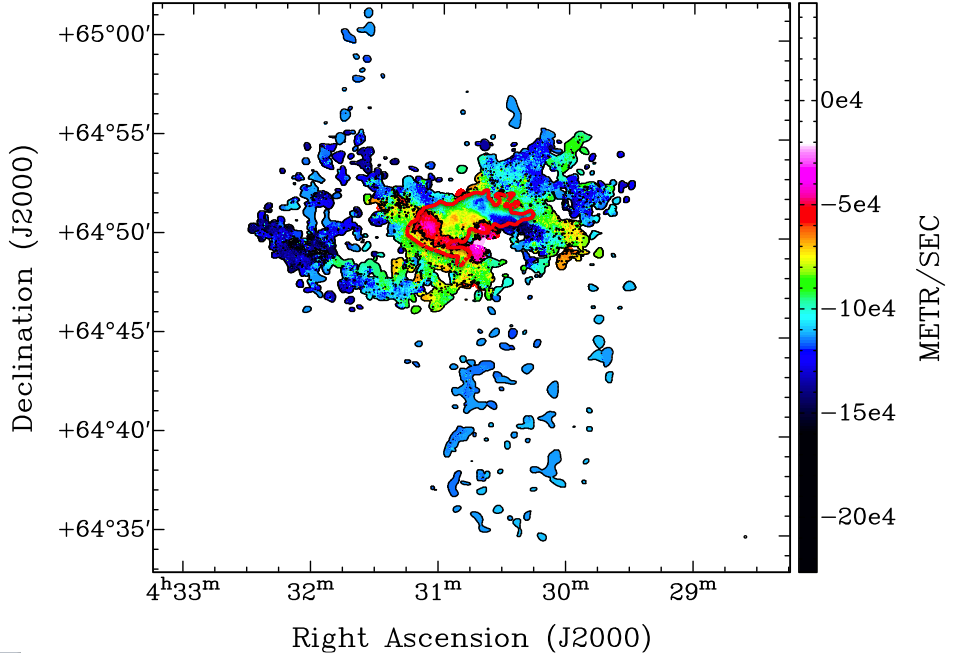 +65°00′
+64°55′
+64°50′
+64°45′
+64°40′
+64°35′
Declination (J2000)
4ʰ33ᵐ 32ᵐ 31ᵐ 30ᵐ 29ᵐ
Right Ascension (J2000)
0e4
−5e4
−10e4
−15e4
−20e4
METR/SEC